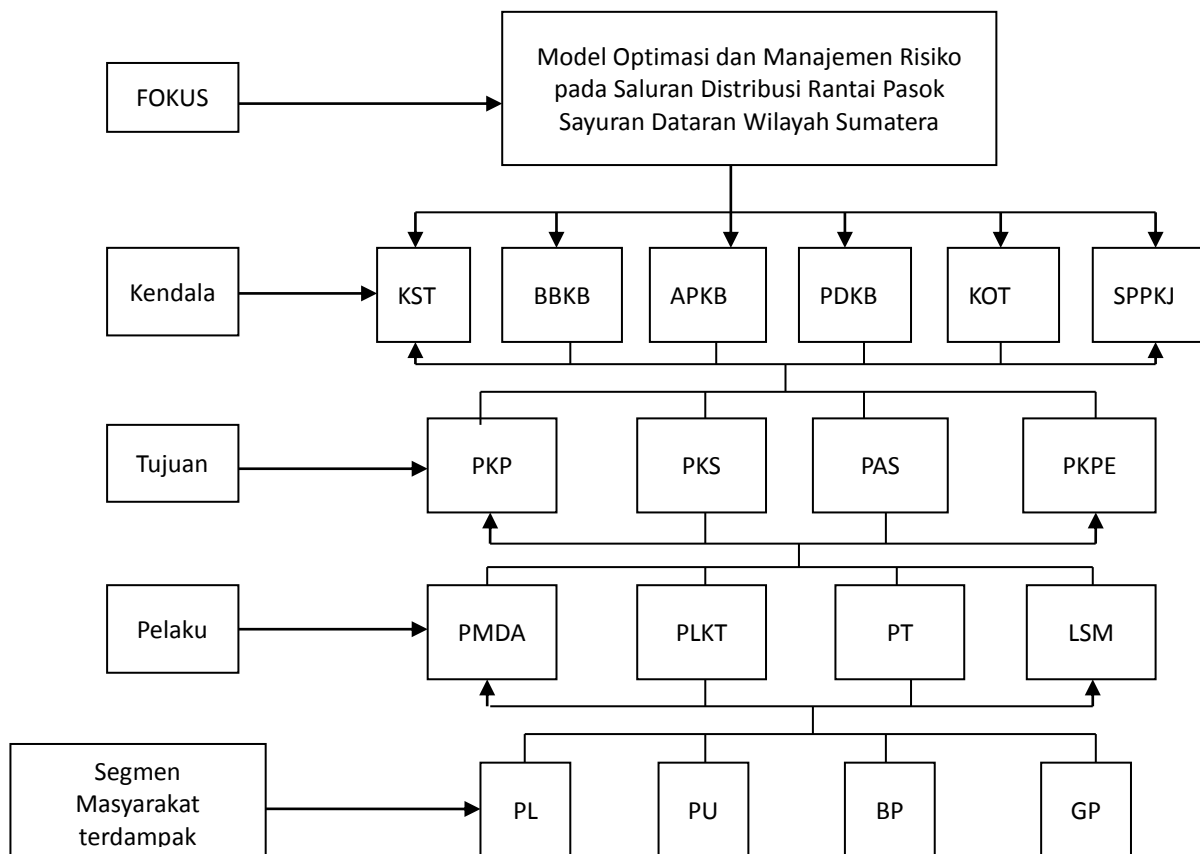 FOKUS
Model Optimasi dan Manajemen Risiko
pada Saluran Distribusi Rantai Pasok
Sayuran Dataran Wilayah Sumatera
Kendala
KST
BBKB
APKB
PDKB
KOT
SPPKJ
Tujuan
PKP
PKS
PAS
PKPE
Pelaku
PMDA
PLKT
PT
LSM
Segmen
Masyarakat
terdampak
PL
PU
BP
GP